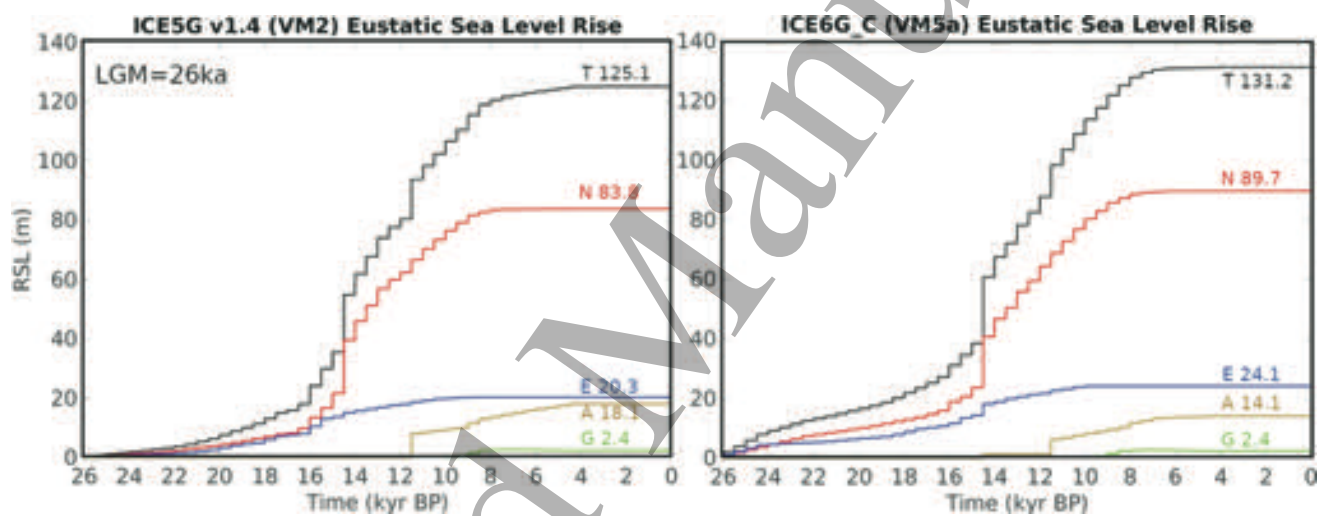 ICE5G v1.4 (VM2) Eustatic Sea Level Rise
140
120
100
80
60
40
20
0
RSL (m)
LGM=26ka
T 125.1
N 83.8
E 20.3
A 18.1
G 2.4
26 24 22 20 18 16 14 12 10 8 6 4 2 0
Time (kyr BP)
ICE6G_C (VM5a) Eustatic Sea Level Rise
140
120
100
80
60
40
20
0
T 131.2
N 89.7
E 24.1
A 14.1
G 2.4
26 24 22 20 18 16 14 12 10 8 6 4 2 0
Time (kyr BP)
d Manu